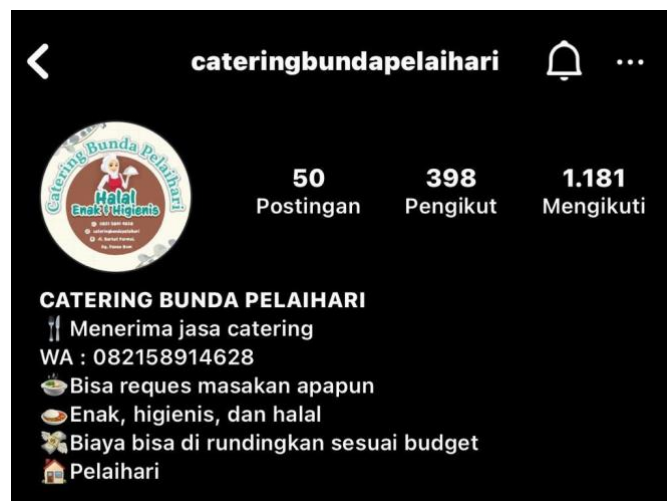 cateringbundapelaihari
Catering Bunda Pelaihari
Halal
Enak & Higienis
cateringbundapelaihari
50
Postingan
398
Pengikut
1.181
Mengikuti
CATERING BUNDA PELAIHARI
🍴 Menerima jasa catering
WA : 082158914628
🍲Bisa reques masakan apapun
🍛Enak, higienis, dan halal
💸Biaya bisa di rundingkan sesuai budget
🏠Pelaihari